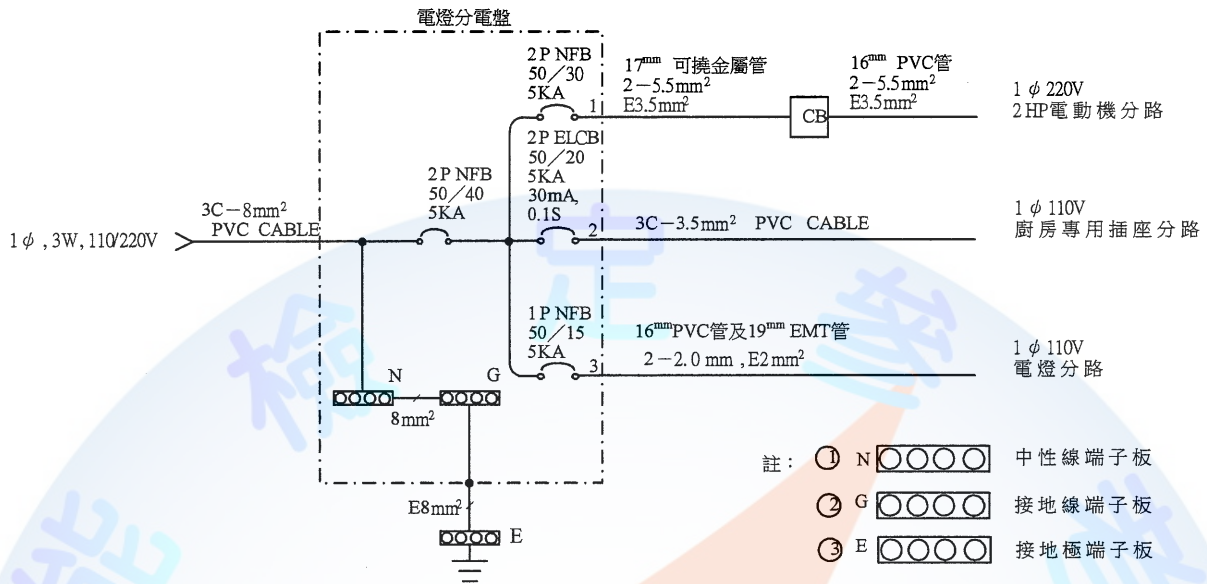 電燈分電盤
2P NFB
50/30
5KA
1
17mm 可撓金屬管
2-5.5mm²
E3.5mm²
CB
16mm PVC管
2-5.5mm²
E3.5mm²
1φ 220V
2HP電動機分路
2P ELCB
50/20
5KA
30mA,
0.1S
2
3C-3.5mm² PVC CABLE
1φ 110V
廚房專用插座分路
1φ, 3W, 110/220V
3C-8mm²
PVC CABLE
2P NFB
50/40
5KA
1P NFB
50/15
5KA
3
16mmPVC管及19mm EMT管
2-2.0 mm , E2mm²
1φ 110V
電燈分路
N
G
8mm²
E8mm²
E
註: ① N 中性線端子板
② G 接地線端子板
③ E 接地極端子板
能 檢 定 參 考